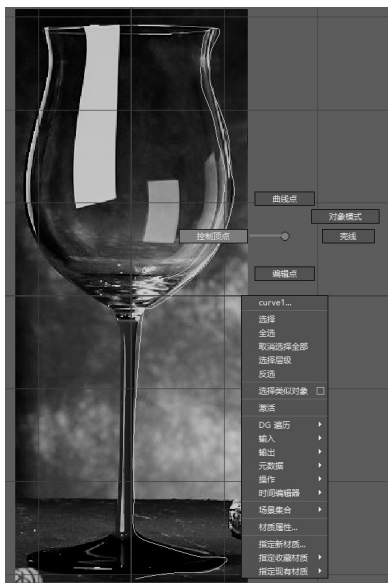 曲线点
对象模式
控制顶点
壳线
编辑点
curve1...
选择
全选
取消选择全部
选择层级
反选
选择类似对象
激活
DG 遍历
输入
输出
元数据
操作
时间编辑器
场景集合
材质属性...
指定新材质...
指定收藏材质
指定现有材质